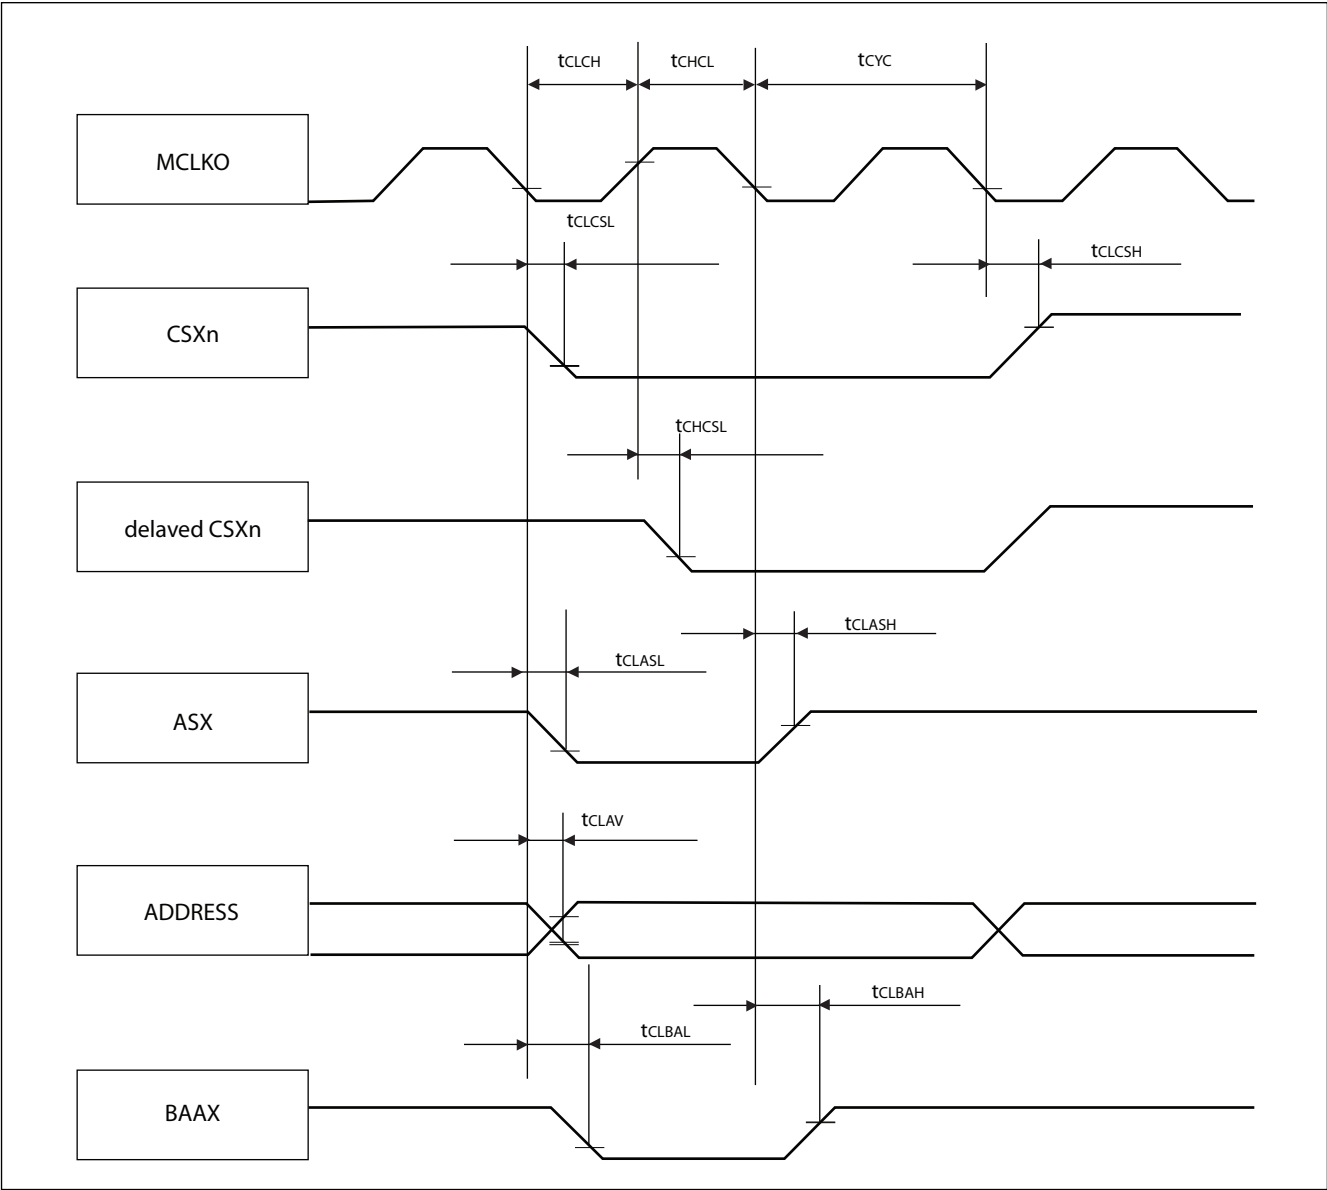 tCLCH
tCHCL
tCYC
MCLKO
tCLCSL
tCLCSH
CSXn
tCHCSL
delaved CSXn
tCLASH
tCLASL
ASX
tCLAV
ADDRESS
tCLBAH
tCLBAL
BAAX